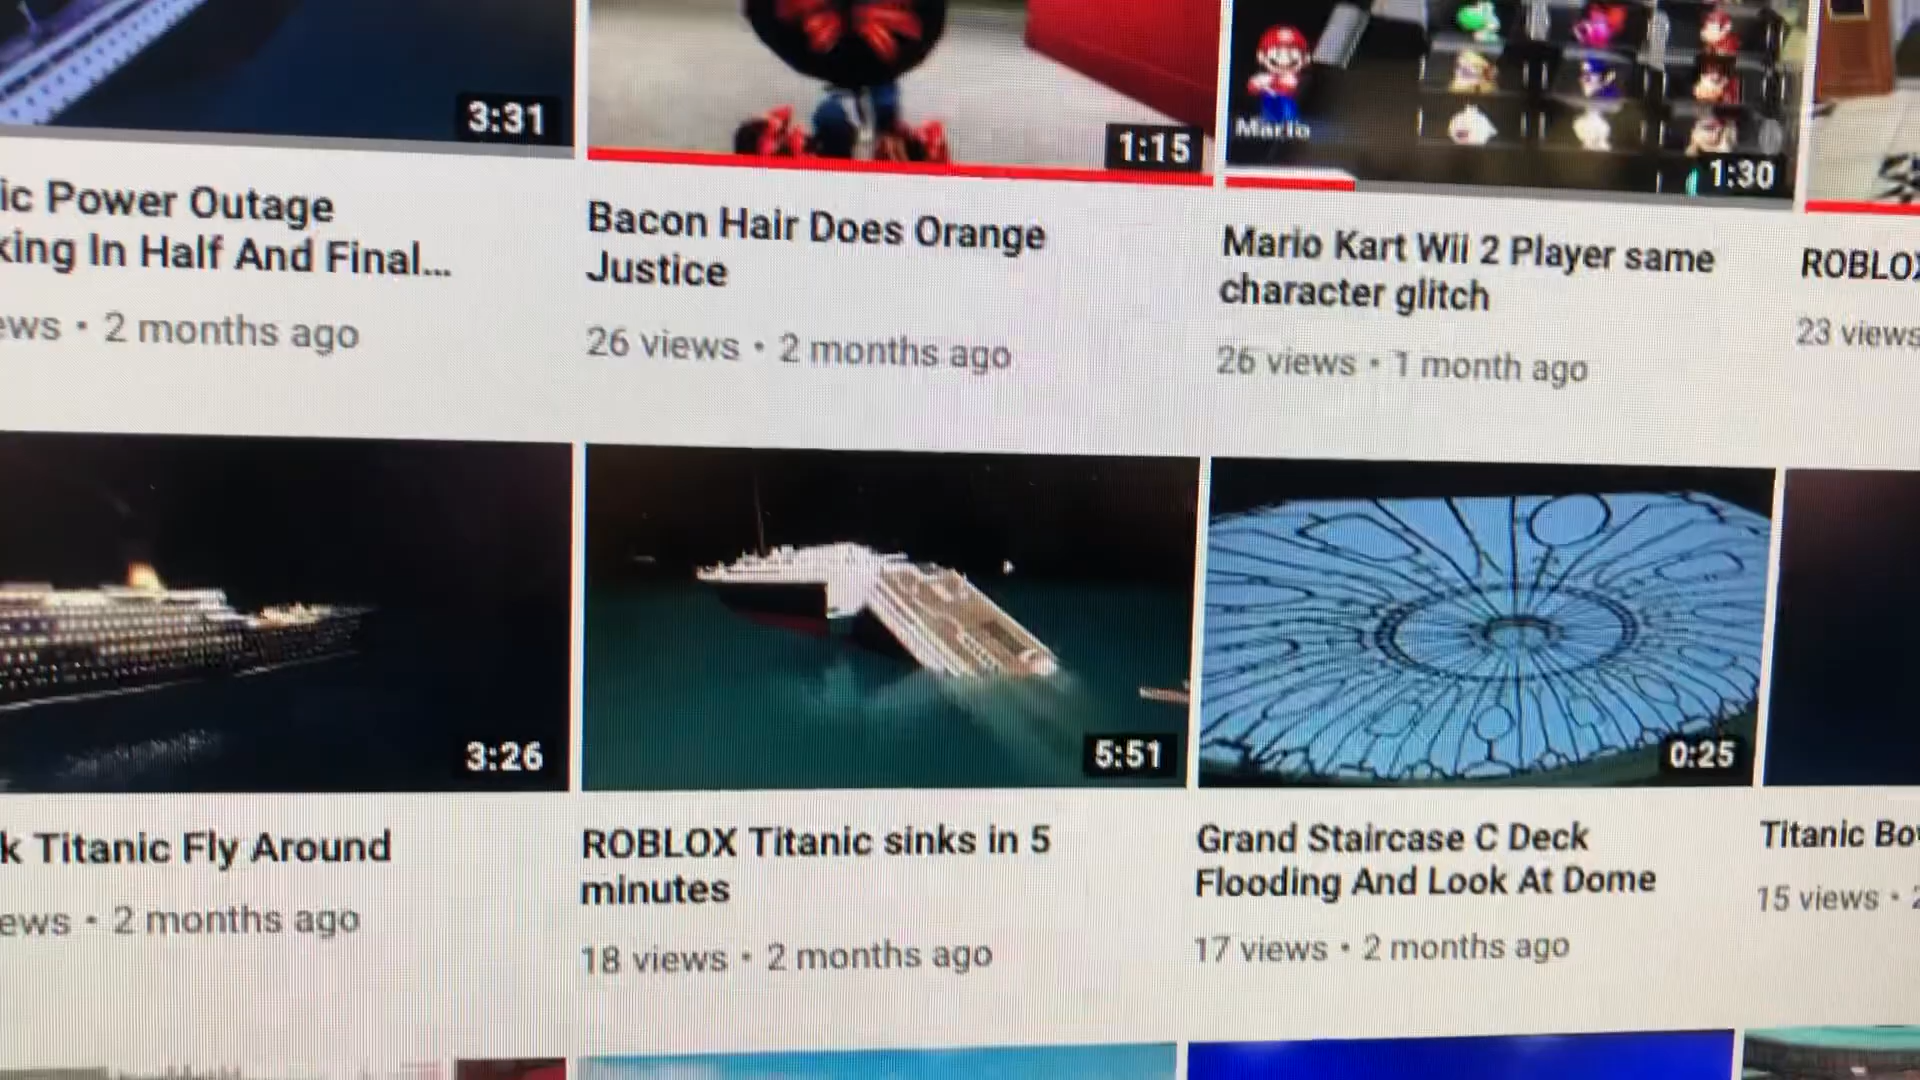 3:31
1:15
Mario
1:30
ic Power Outage
king In Half And Final...
ews • 2 months ago
Bacon Hair Does Orange
Justice
26 views • 2 months ago
Mario Kart Wii 2 Player same
character glitch
26 views • 1 month ago
ROBLOX
23 views
3:26
5:51
0:25
k Titanic Fly Around
ews • 2 months ago
ROBLOX Titanic sinks in 5
minutes
18 views • 2 months ago
Grand Staircase C Deck
Flooding And Look At Dome
17 views • 2 months ago
Titanic Bo
15 views • 2